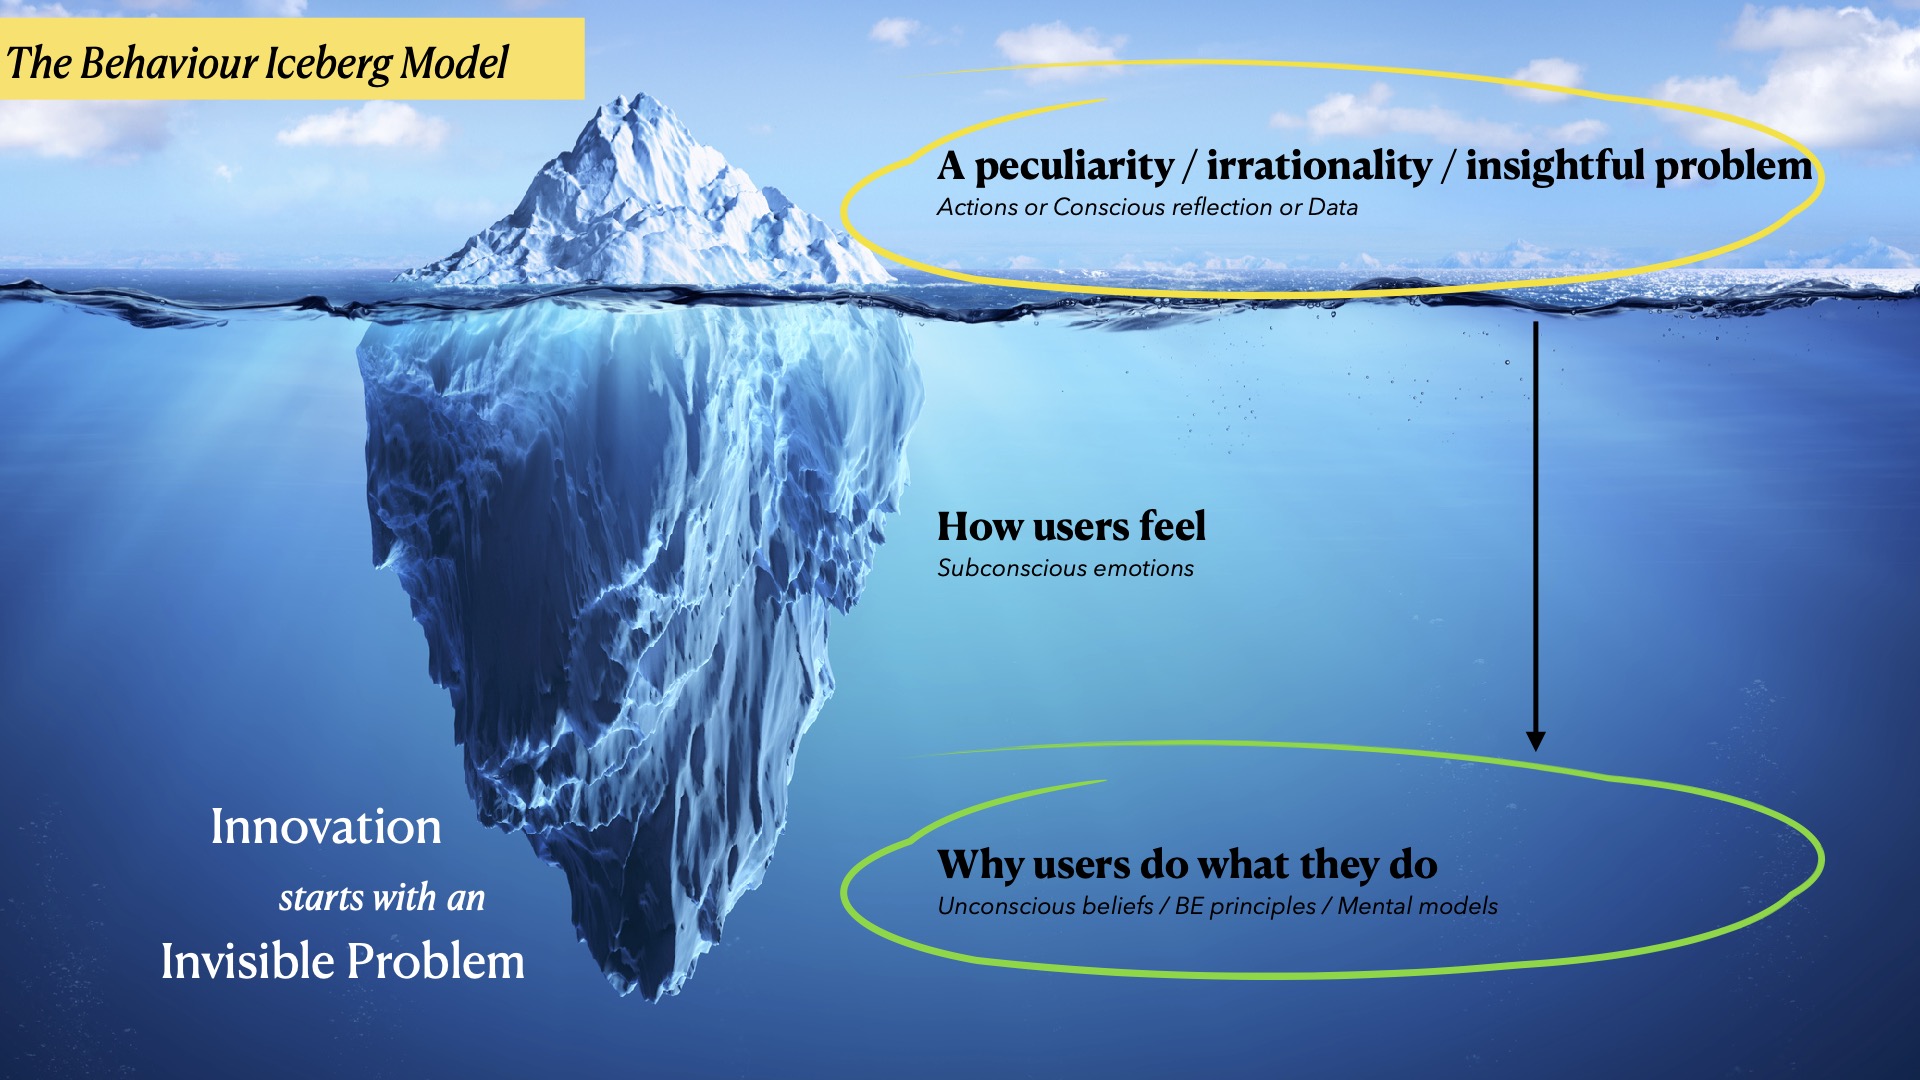 The Behaviour Iceberg Model
A peculiarity / irrationality / insightful problem
Actions or Conscious reflection or Data
How users feel
Subconscious emotions
Why users do what they do
Unconscious beliefs / BE principles / Mental models
Innovation
starts with an
Invisible Problem